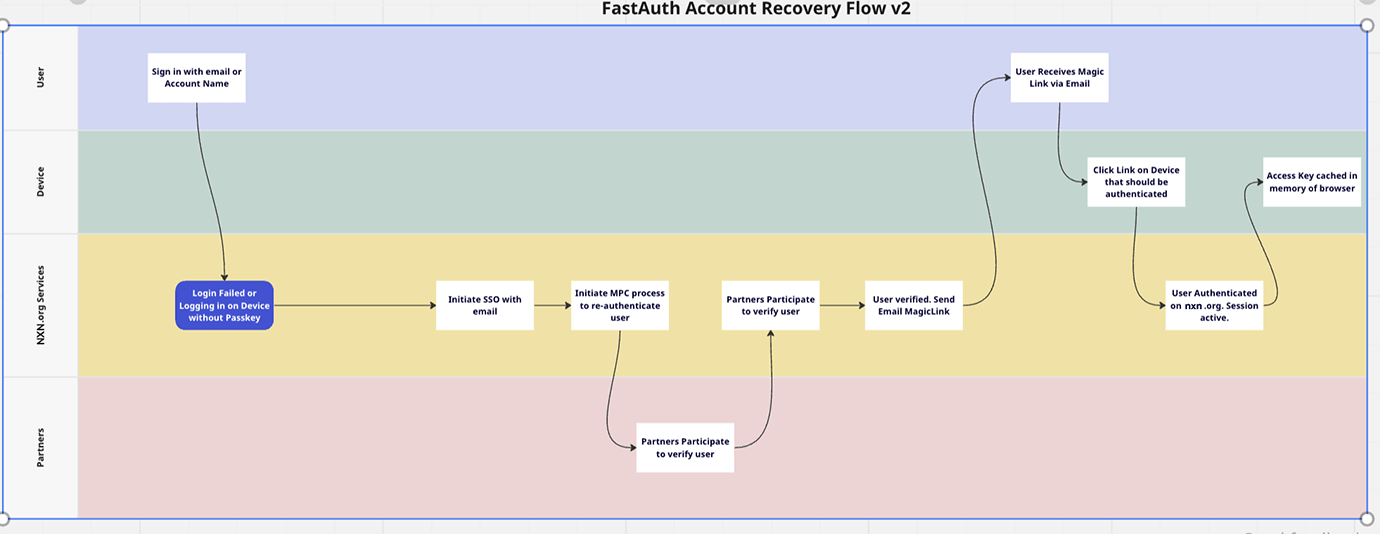 FastAuth Account Recovery Flow v2
User
Sign in with email or
Account Name
User Receives Magic
Link via Email
Device
Click Link on Device
that should be
authenticated
Access Key cached in
memory of browser
NXN.org Services
Login Failed or
Logging in on Device
without Passkey
Initiate SSO with
email
Initiate MPC process
to re-authenticate
user
Partners Participate
to verify user
User verified. Send
Email MagicLink
User Authenticated
on nxn.org. Session
active.
Partners
Partners Participate
to verify user